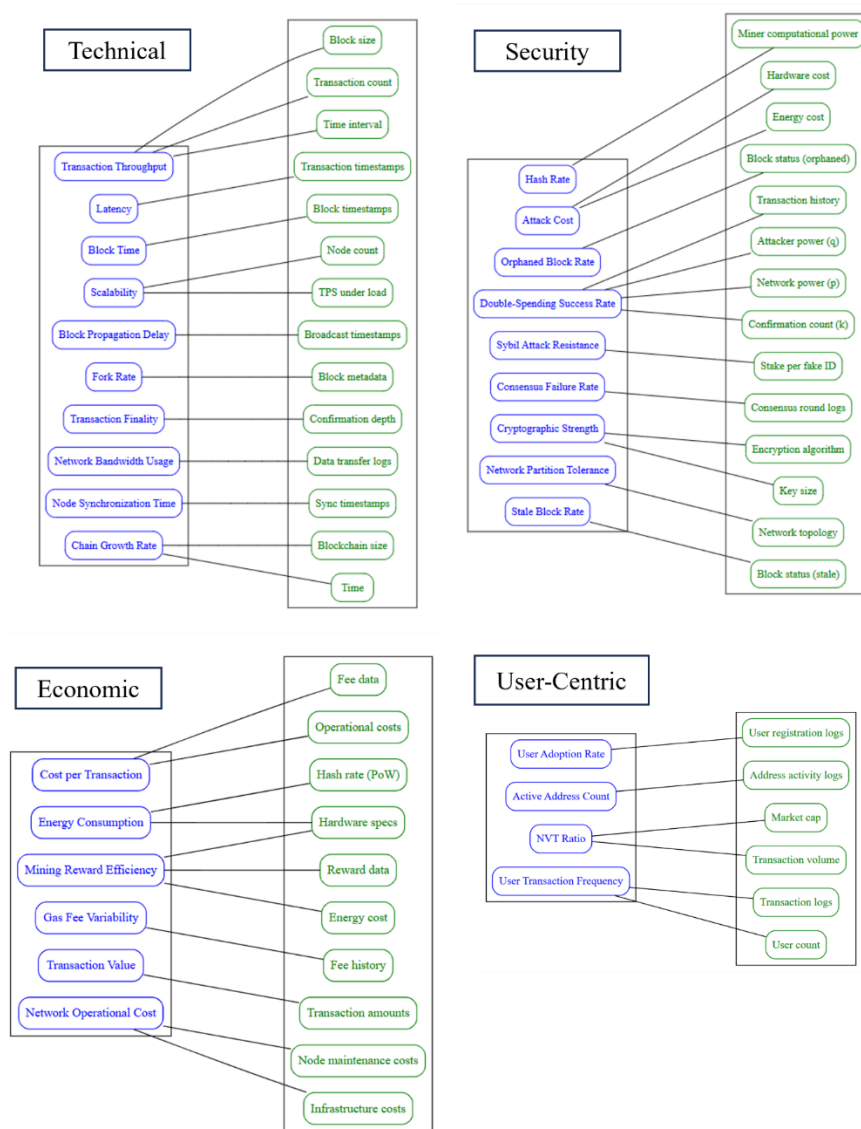 Technical
Block size
Transaction count
Time interval
Transaction Throughput
Transaction timestamps
Latency
Block timestamps
Block Time
Node count
Scalability
TPS under load
Block Propagation Delay
Broadcast timestamps
Fork Rate
Block metadata
Transaction Finality
Confirmation depth
Network Bandwidth Usage
Data transfer logs
Node Synchronization Time
Sync timestamps
Chain Growth Rate
Blockchain size
Time
Security
Miner computational power
Hardware cost
Energy cost
Block status (orphaned)
Hash Rate
Transaction history
Attack Cost
Attacker power (q)
Orphaned Block Rate
Network power (p)
Double-Spending Success Rate
Confirmation count (k)
Sybil Attack Resistance
Stake per fake ID
Consensus Failure Rate
Consensus round logs
Cryptographic Strength
Encryption algorithm
Network Partition Tolerance
Key size
Stale Block Rate
Network topology
Block status (stale)
Economic
Fee data
Operational costs
Cost per Transaction
Hash rate (PoW)
Energy Consumption
Hardware specs
Mining Reward Efficiency
Reward data
Gas Fee Variability
Energy cost
Transaction Value
Fee history
Network Operational Cost
Transaction amounts
Node maintenance costs
Infrastructure costs
User-Centric
User registration logs
User Adoption Rate
Address activity logs
Active Address Count
Market cap
NVT Ratio
Transaction volume
User Transaction Frequency
Transaction logs
User count